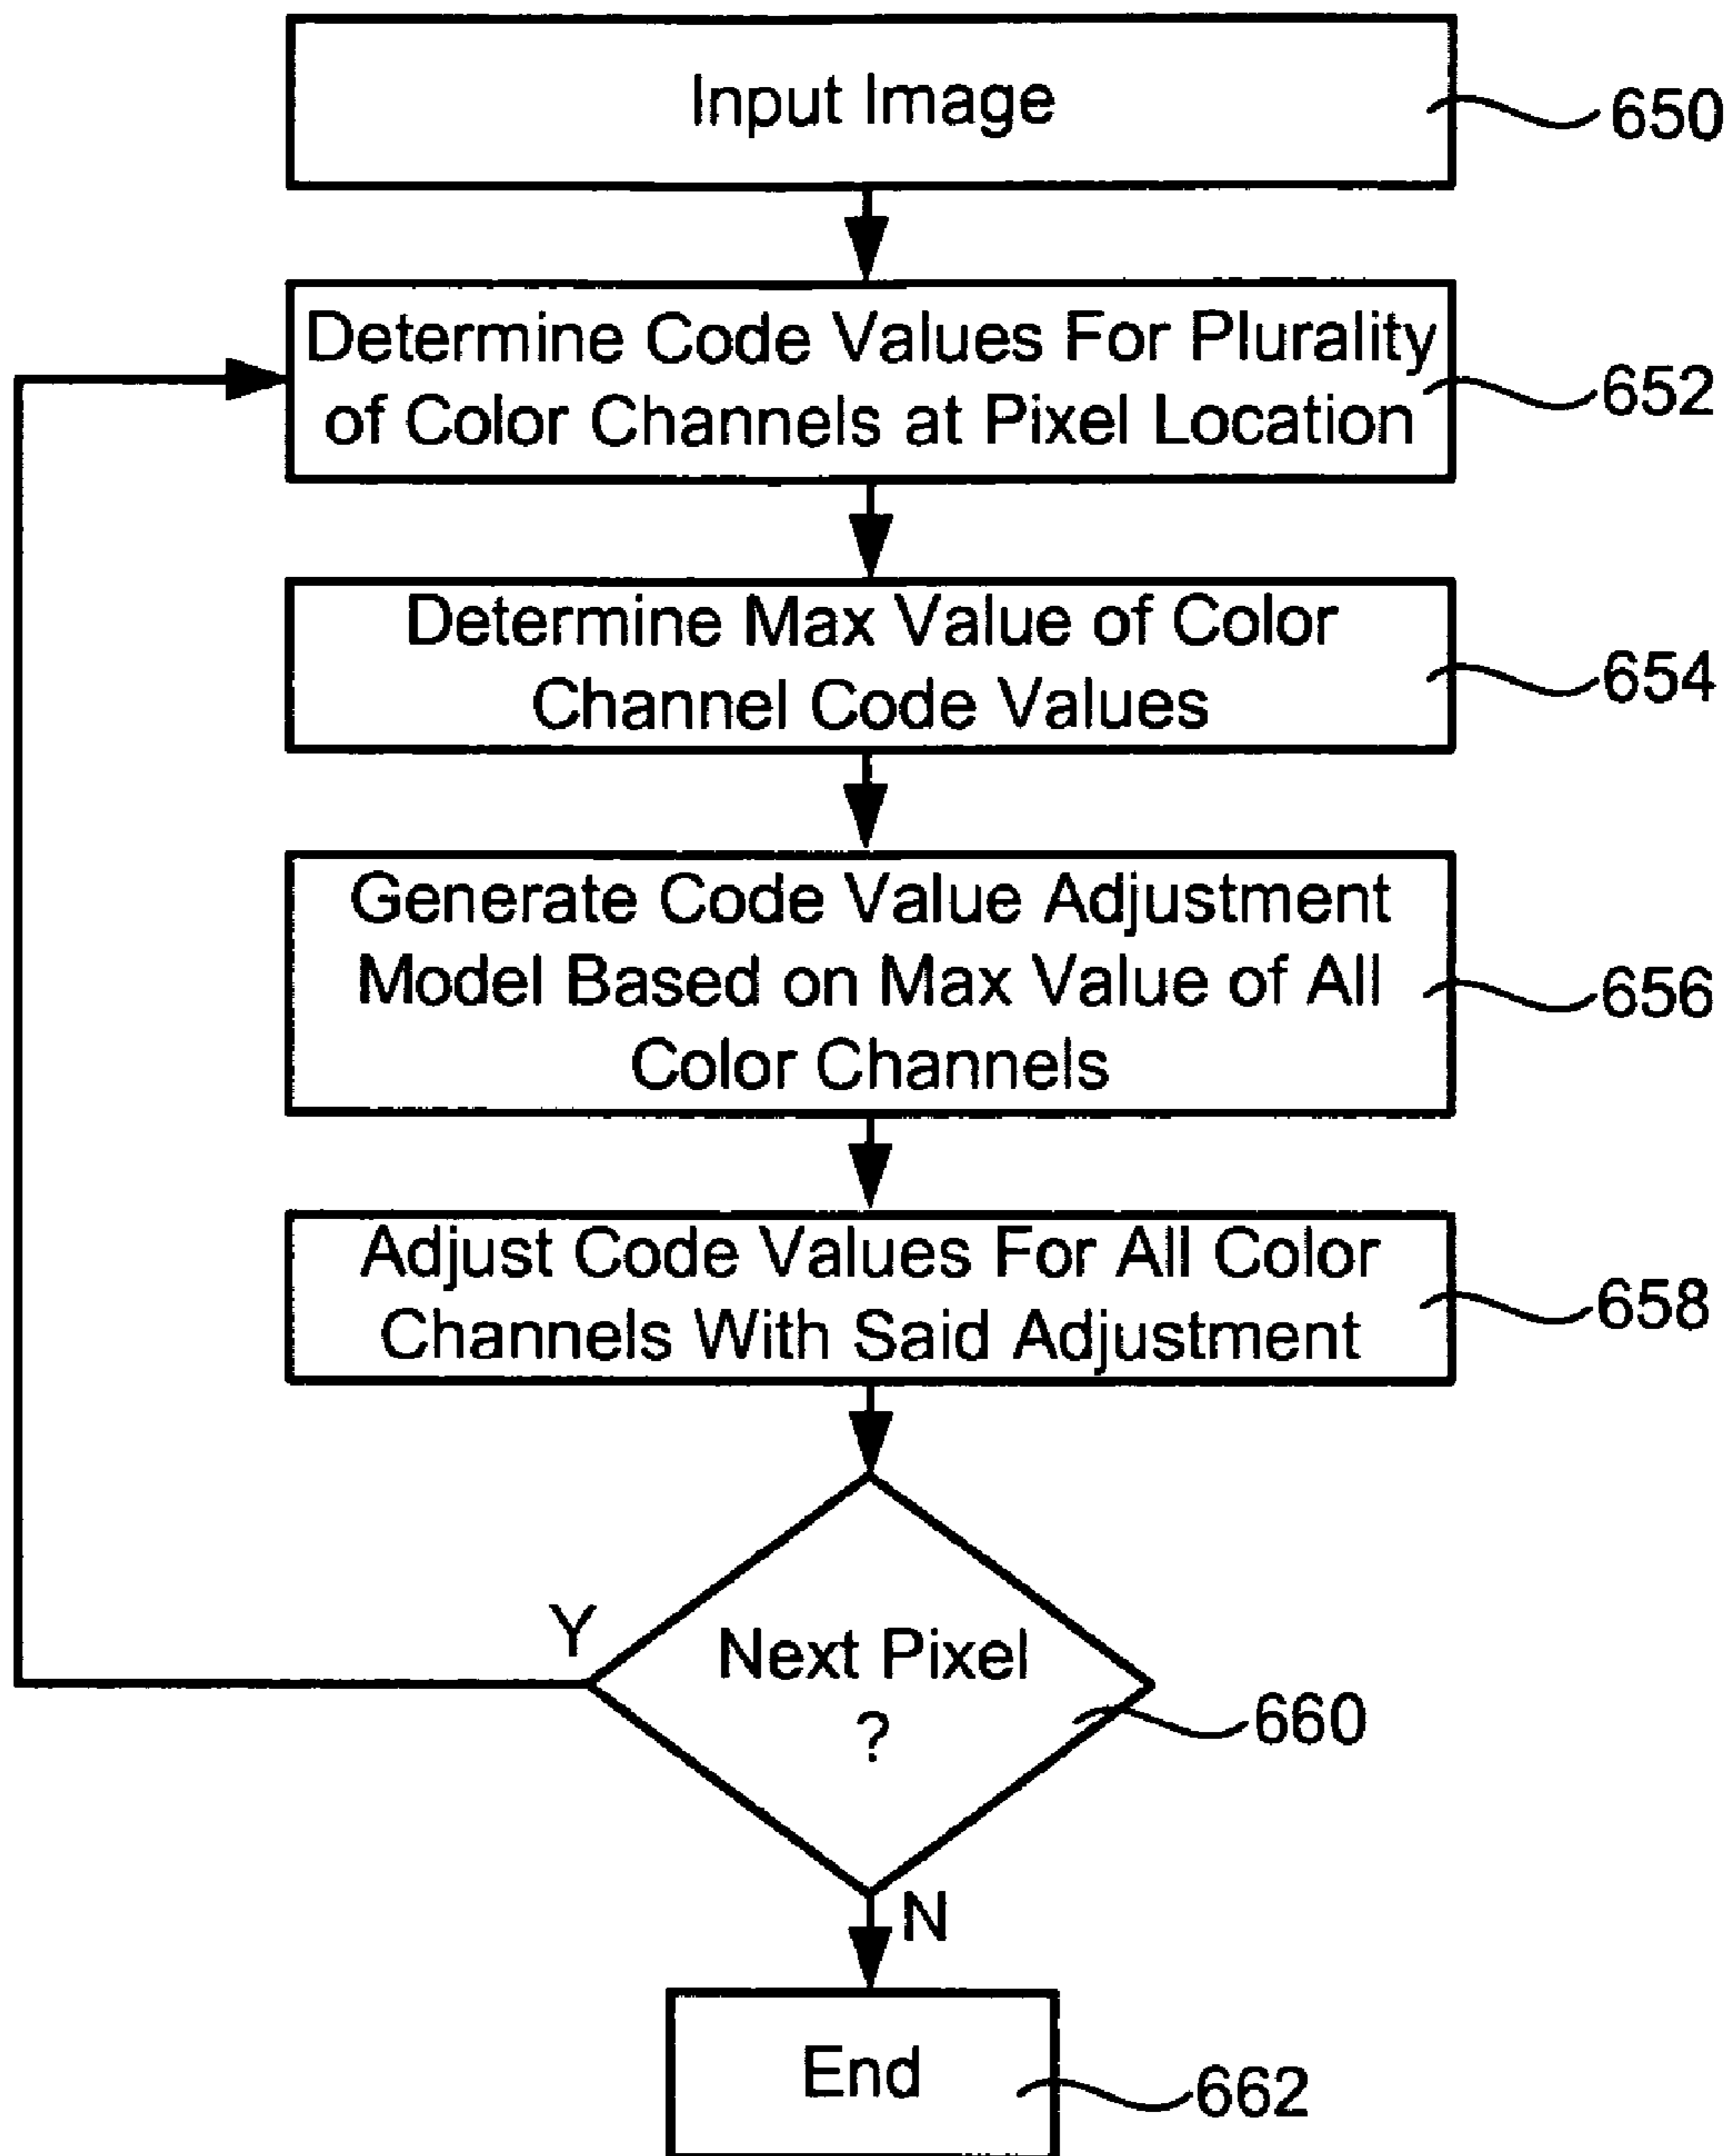 Input Image
650
Determine Code Values For Plurality
of Color Channels at Pixel Location
652
Determine Max Value of Color
Channel Code Values
654
Generate Code Value Adjustment
Model Based on Max Value of All
Color Channels
656
Adjust Code Values For All Color
Channels With Said Adjustment
658
Y
Next Pixel
?
660
N
End
662